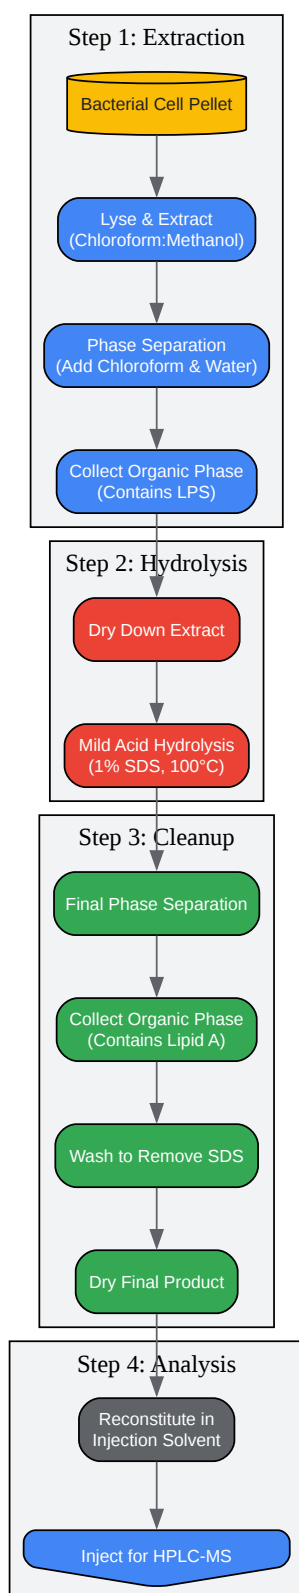 Step 1: Extraction
Bacterial Cell Pellet
Lyse & Extract
(Chloroform:Methanol)
Phase Separation
(Add Chloroform & Water)
Collect Organic Phase
(Contains LPS)
Step 2: Hydrolysis
Dry Down Extract
Mild Acid Hydrolysis
(1% SDS, 100°C)
Step 3: Cleanup
Final Phase Separation
Collect Organic Phase
(Contains Lipid A)
Wash to Remove SDS
Dry Final Product
Step 4: Analysis
Reconstitute in
Injection Solvent
Inject for HPLC-MS